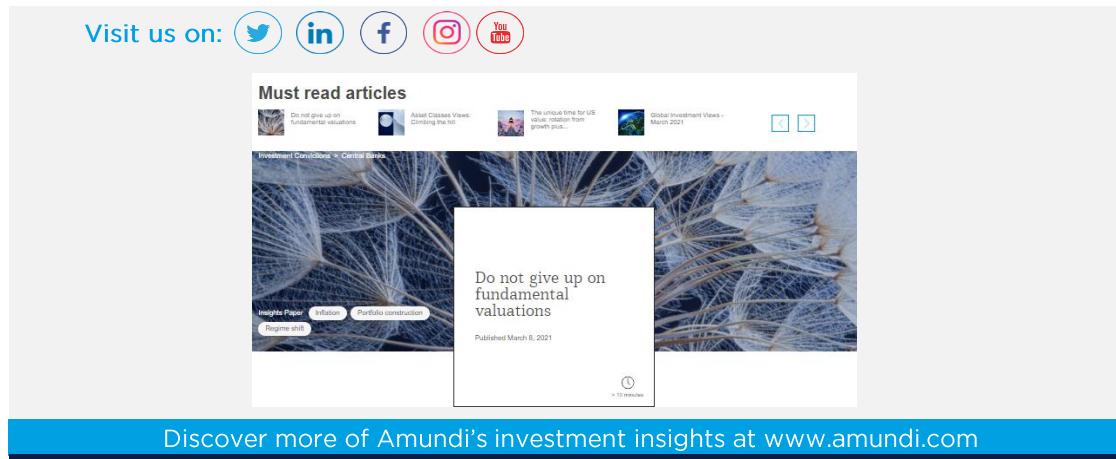 Visit us on:
You
Tube
Must read articles
Do not give up on
fundamental valuations
Asset Classes Views:
Climbing the hill
The unique time for US
value: rotation from
growth plus...
Global Investment Views -
March 2021
Investment Convictions > Central Banks
Do not give up on
fundamental
valuations
Published March 8, 2021
Insights Paper Inflation Portfolio construction
Regime shift
> 10 minutes
Discover more of Amundi's investment insights at www.amundi.com